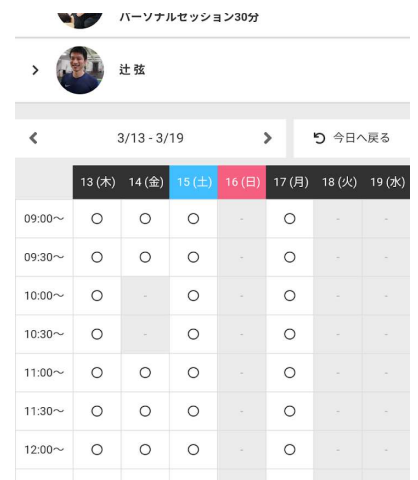 パーソナルセッション30分
辻 弦
3/13 - 3/19 今日へ戻る
13 (木) 14 (金) 15 (土) 16 (日) 17 (月) 18 (火) 19 (水)
09:00〜 〇 〇 〇 - 〇 - -
09:30〜 〇 〇 〇 - 〇 - -
10:00〜 〇 - 〇 - 〇 - -
10:30〜 〇 - 〇 - 〇 - -
11:00〜 〇 〇 〇 - 〇 - -
11:30〜 〇 〇 〇 - 〇 - -
12:00〜 〇 〇 〇 - 〇 - -